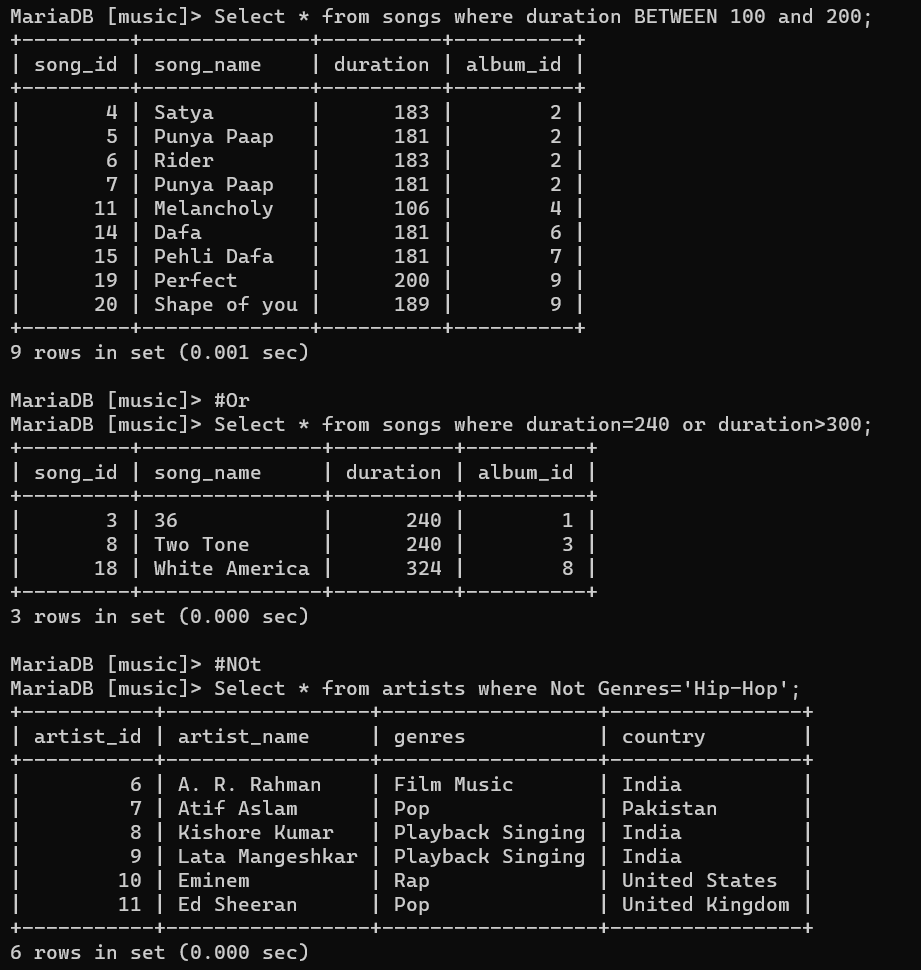 MariaDB [music]> Select * from songs where duration BETWEEN 100 and 200;
+---------+--------------+----------+----------+
| song_id | song_name    | duration | album_id |
+---------+--------------+----------+----------+
|       4 | Satya        |      183 |        2 |
|       5 | Punya Paap   |      181 |        2 |
|       6 | Rider        |      183 |        2 |
|       7 | Punya Paap   |      181 |        2 |
|      11 | Melancholy   |      106 |        4 |
|      14 | Dafa         |      181 |        6 |
|      15 | Pehli Dafa   |      181 |        7 |
|      19 | Perfect      |      200 |        9 |
|      20 | Shape of you |      189 |        9 |
+---------+--------------+----------+----------+
9 rows in set (0.001 sec)

MariaDB [music]> #Or
MariaDB [music]> Select * from songs where duration=240 or duration>300;
+---------+---------------+----------+----------+
| song_id | song_name     | duration | album_id |
+---------+---------------+----------+----------+
|       3 | 36            |      240 |        1 |
|       8 | Two Tone      |      240 |        3 |
|      18 | White America |      324 |        8 |
+---------+---------------+----------+----------+
3 rows in set (0.000 sec)

MariaDB [music]> #NOt
MariaDB [music]> Select * from artists where Not Genres='Hip-Hop';
+-----------+-----------------+------------------+----------------+
| artist_id | artist_name     | genres           | country        |
+-----------+-----------------+------------------+----------------+
|         6 | A. R. Rahman    | Film Music       | India          |
|         7 | Atif Aslam      | Pop              | Pakistan       |
|         8 | Kishore Kumar   | Playback Singing | India          |
|         9 | Lata Mangeshkar | Playback Singing | India          |
|        10 | Eminem          | Rap              | United States  |
|        11 | Ed Sheeran      | Pop              | United Kingdom |
+-----------+-----------------+------------------+----------------+
6 rows in set (0.000 sec)